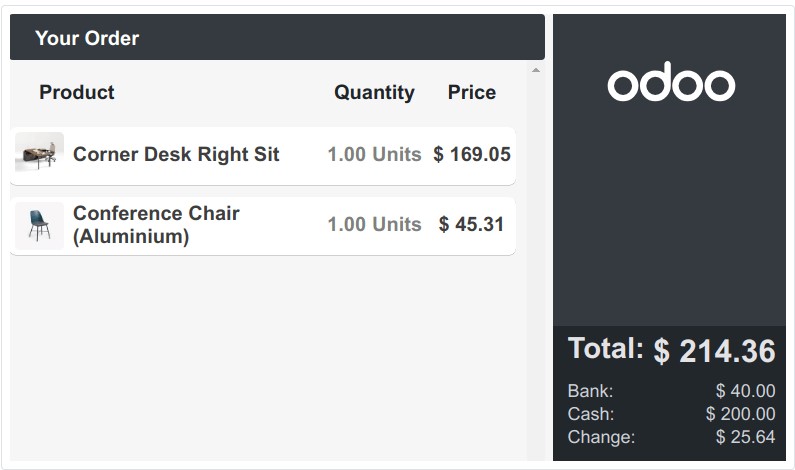 Your Order
Product Quantity Price
Corner Desk Right Sit 1.00 Units $ 169.05
Conference Chair
(Aluminium) 1.00 Units $ 45.31
odoo
Total: $ 214.36
Bank: $ 40.00
Cash: $ 200.00
Change: $ 25.64